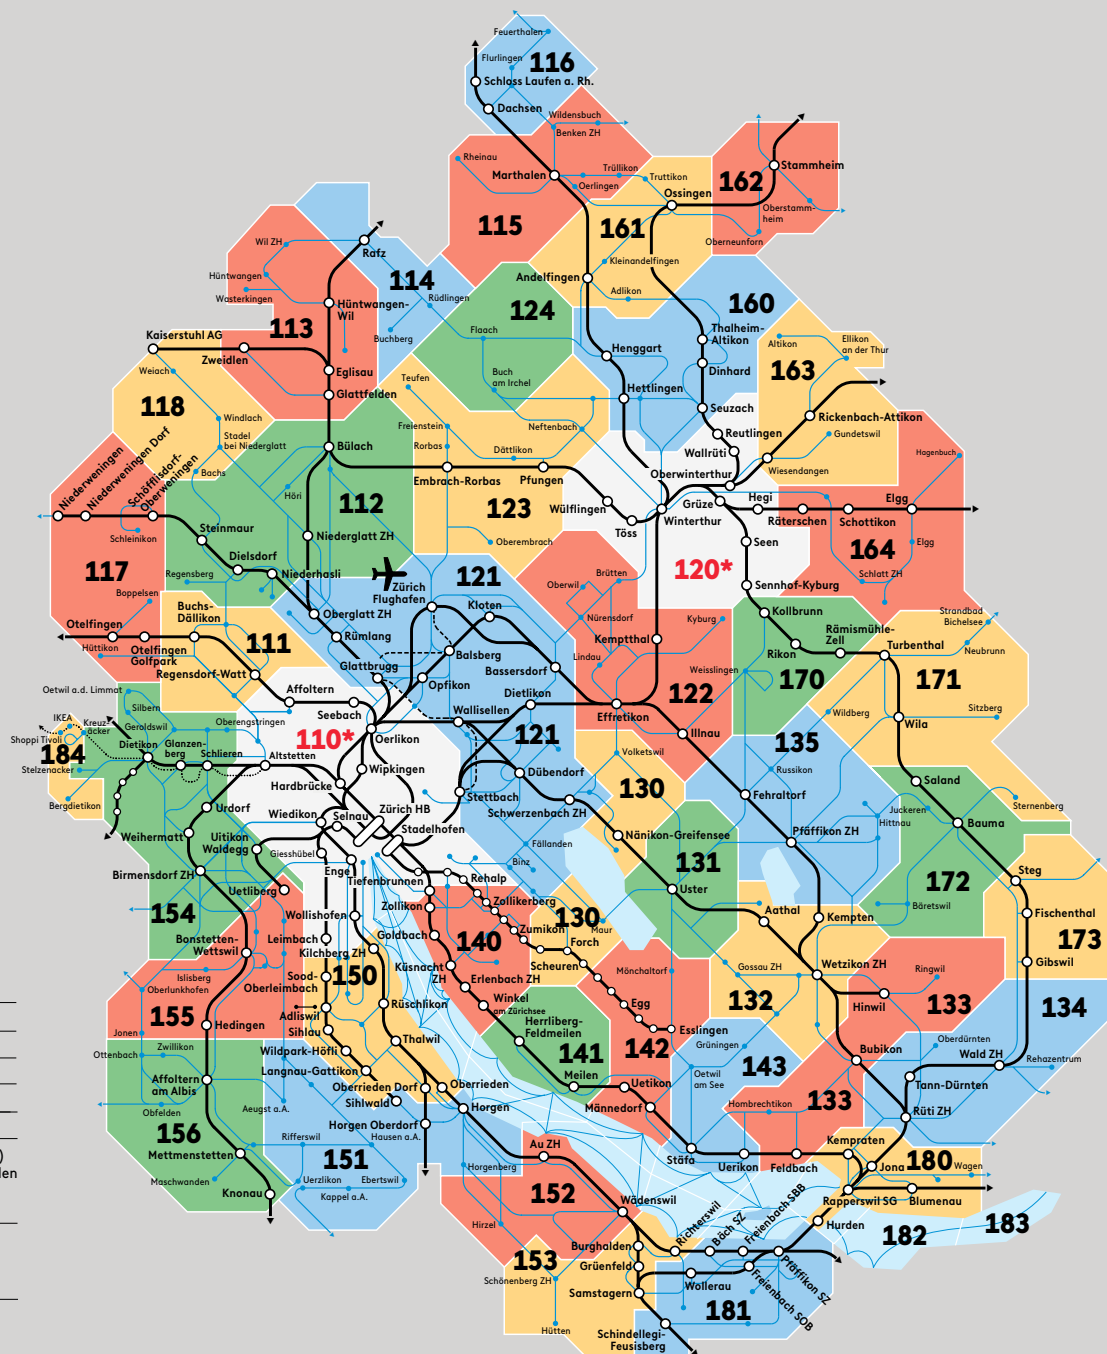 Feuerthalen
116
Flurlingen
Schloss Laufen a. Rh.
Dachsen
Wildensbuch
Benken ZH
Rheinau
Marthalen
Trüllikon
Truttikon
Oerlingen
Ossingen
162
Stammheim
Oberstamm-
heim
Oberneunforn
115
161
Wil ZH
Rafz
Kleinandelfingen
Andelfingen
Adlikon
Hüntwangen
Wasterkingen
114
Rüdlingen
Hüntwangen-
Wil
124
160
113
Buchberg
Flaach
Thalheim-
Altikon
Altikon
Ellikon
an der Thur
Kaiserstuhl AG
Zweidlen
Eglisau
Henggart
Dinhard
163
Weiach
Glattfelden
Teufen
Buch
am Irchel
Hettlingen
118
Windlach
Freienstein
Neftenbach
Seuzach
Rickenbach-Attikon
Stadel
bei Niederglatt
Bülach
Rorbas
Dättlikon
Reutlingen
Gundetswil
Wallrüti
Hagenbuch
Niederweningen
Niederweningen Dorf
Schöfflisdorf-
Oberweningen
Bachs
Embrach-Rorbas
Pfungen
Oberwinterthur
Wiesendangen
Höri
112
123
Wülflingen
Grüze
Hegi
Elgg
Töss
Winterthur
Räterschen
Schottikon
Schleinikon
Steinmaur
Niederglatt ZH
Oberembrach
Seen
164
Elgg
Dielsdorf
120*
117
Regensberg
Niederhasli
121
Brütten
Schlatt ZH
Boppelsen
Zürich
Flughafen
Oberwil
Sennhof-Kyburg
Buchs-
Dällikon
Oberglatt ZH
Kloten
Nürensdorf
Kyburg
Kollbrunn
Strandbad
Bichelsee
Otelfingen
Rümlang
Kemptthal
Rämismühle-
Zell
Hüttikon
Otelfingen
Golfpark
111
Balsberg
Lindau
Rikon
Turbenthal
Neubrunn
Regensdorf-Watt
Glattbrugg
Bassersdorf
Weisslingen
170
171
Oetwil a.d. Limmat
Affoltern
Opfikon
Dietlikon
122
Silbern
Seebach
Wallisellen
Effretikon
Wildberg
Sitzberg
IKEA
Kreuz-
äcker
Geroldswil
Oberengstringen
110*
Oerlikon
121
Illnau
135
Wila
Shoppi Tivoli
184
Dietikon
Glanzen-
berg
Schlieren
Altstetten
Volketswil
Stelzenacker
Wipkingen
Dübendorf
Russikon
Bergdietikon
Hardbrücke
130
Saland
Stettbach
Fehraltorf
Juckeren
Sternenberg
Urdorf
Wiedikon
Selnau
Zürich HB
Schwerzenbach ZH
Hittnau
Bauma
Weihermatt
Uitikon
Waldegg
Stadelhofen
Nänikon-Greifensee
Pfäffikon ZH
Giesshübel
Fällanden
131
Birmensdorf ZH
Enge
Binz
172
Steg
Uetliberg
Tiefenbrunnen
Rehalp
Uster
Zollikon
Zollikerberg
Bäretswil
Fischenthal
154
Wollishofen
130
Aathal
Kempten
Bonstetten-
Wettswil
Leimbach
Goldbach
140
Zumikon
Maur
173
Kilchberg ZH
Forch
Islisberg
Sood-
Oberleimbach
150
Küsnacht
ZH
Scheuren
Wetzikon ZH
Gibswil
Oberlunkhofen
Erlenbach ZH
Mönchaltorf
Gossau ZH
Ringwil
155
Adliswil
Rüschlikon
Winkel
am Zürichsee
Egg
132
Hinwil
133
134
Jonen
Hedingen
Sihlau
Herrliberg-
Feldmeilen
Esslingen
Thalwil
142
Grüningen
Oberdürnten
Ottenbach
Zwillikon
Wildpark-Höfli
141
143
Bubikon
Wald ZH
Rehazentrum
Langnau-Gattikon
Meilen
Oetwil
am See
Affoltern
am Albis
Oberrieden Dorf
Oberrieden
Uetikon
Tann-Dürnten
Sihlwald
Hombrechtikon
133
Obfelden
Aeugst a.A.
Horgen
Männedorf
Rüti ZH
156
Horgen Oberdorf
Rifferswil
Hausen a.A.
Kempraten
Mettmenstetten
151
Au ZH
Stäfa
Uerikon
Feldbach
Jona
180
Wagen
Horgenberg
Maschwanden
Uerzlikon
Ebertswil
Knonau
Kappel a.A.
152
Wädenswil
Rapperswil SG
Blumenau
Hirzel
Richterswil
Bäch SZ
Freienbach SBB
Hurden
182
183
153
Burghalden
Grüenfeld
Schönenberg ZH
Pfäffikon SZ
Samstagern
Wollerau
Freienbach SOB
181
Hütten
Schindellegi-
Feusisberg
)
len